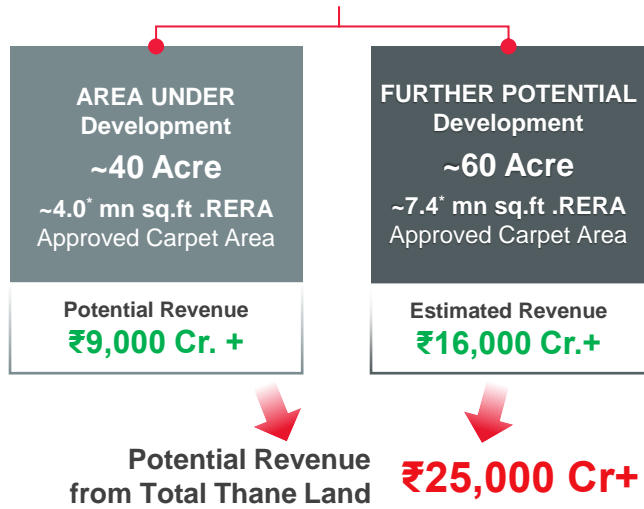 AREA UNDER
Development
~40 Acre
~4.0* mn sq.ft .RERA
Approved Carpet Area
Potential Revenue
₹9,000 Cr. +
FURTHER POTENTIAL
Development
~60 Acre
~7.4* mn sq.ft .RERA
Approved Carpet Area
Estimated Revenue
₹16,000 Cr.+
Potential Revenue
from Total Thane Land
₹25,000 Cr+